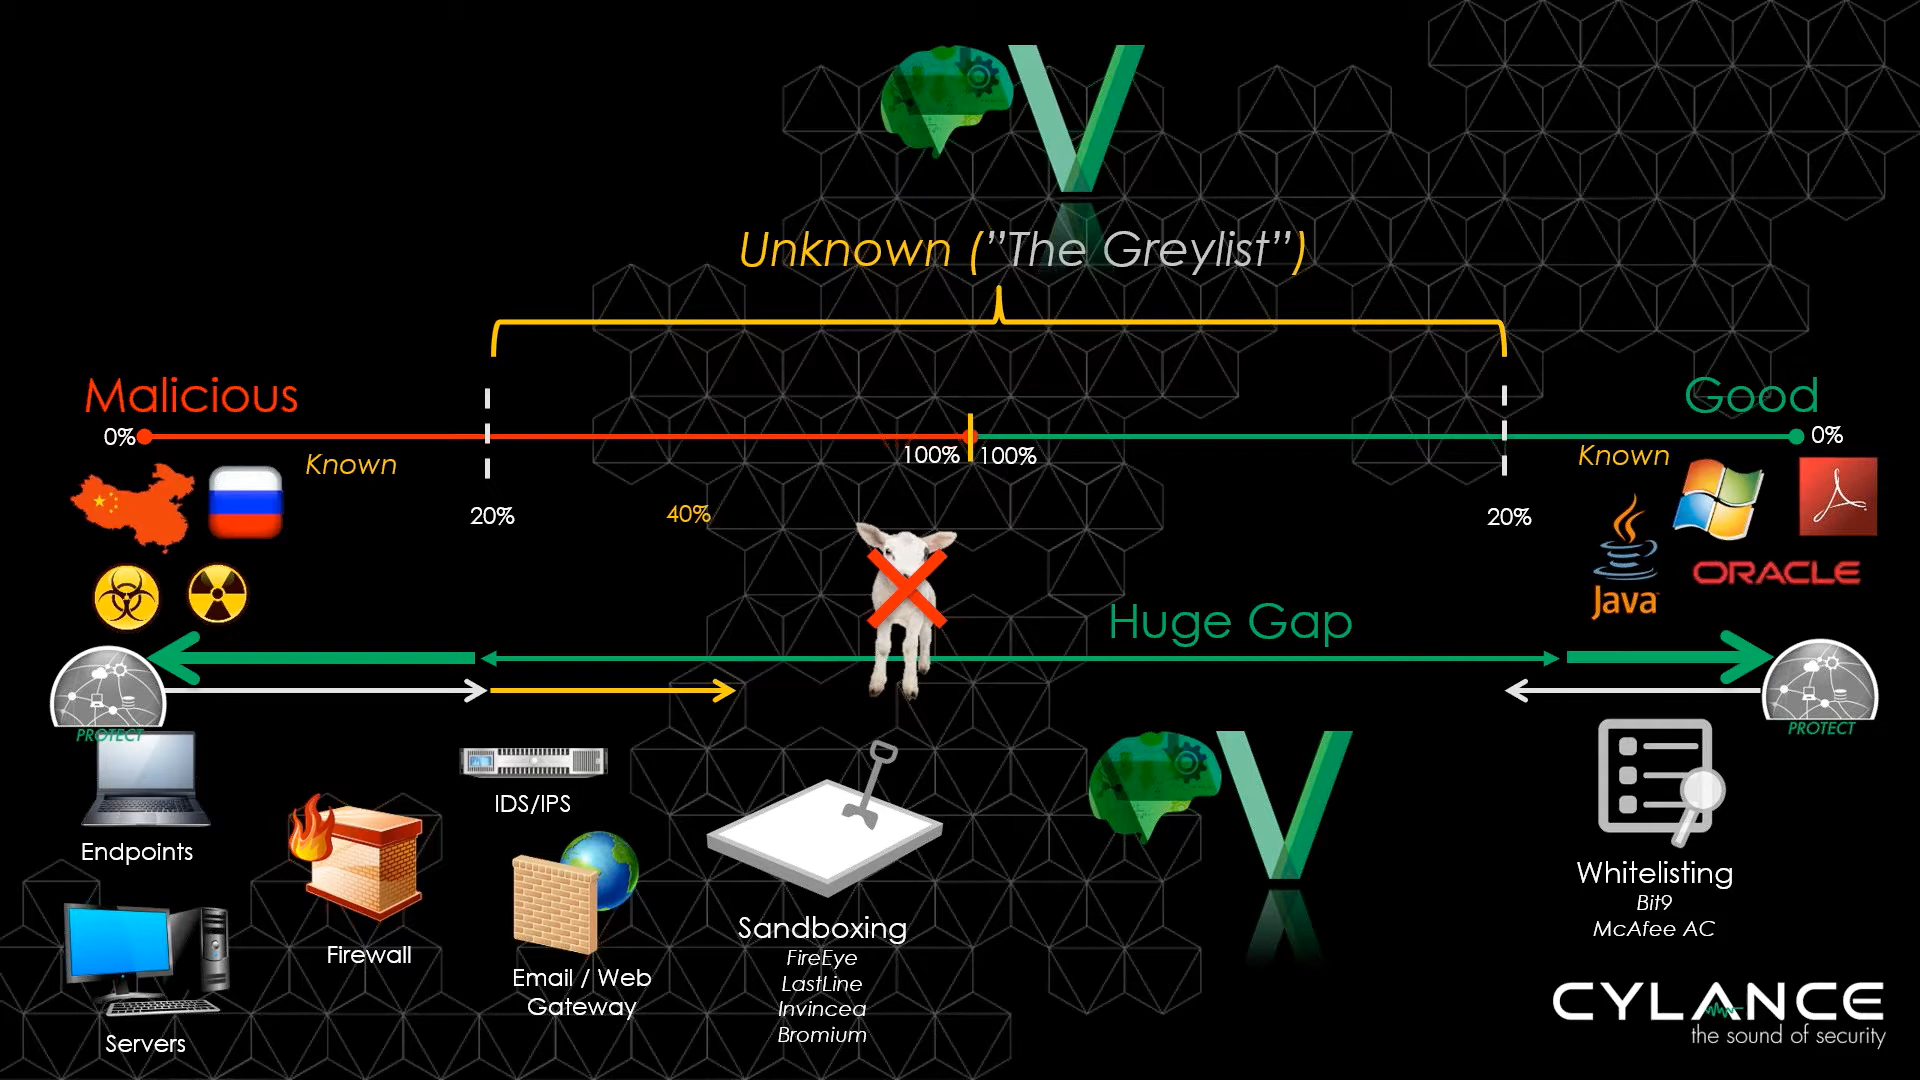 Unknown (”The Greylist”)
Malicious
Good
0%
0%
Known
100%
100%
Known
20%
40%
20%
Java
ORACLE
Huge Gap
PROTECT
PROTECT
IDS/IPS
Endpoints
Firewall
Email / Web
Gateway
Servers
Sandboxing
FireEye
LastLine
Invincea
Bromium
Whitelisting
Bit9
McAfee AC
CYLANCE
the sound of security